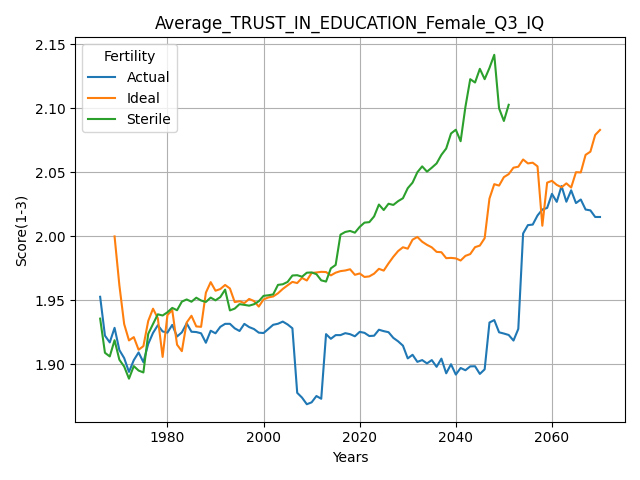 Average_TRUST_IN_EDUCATION_Female_Q3_IQ
Score(1-3)
2.15
2.10
2.05
2.00
1.95
1.90
Fertility
Actual
Ideal
Sterile
1980 2000 2020 2040 2060
Years